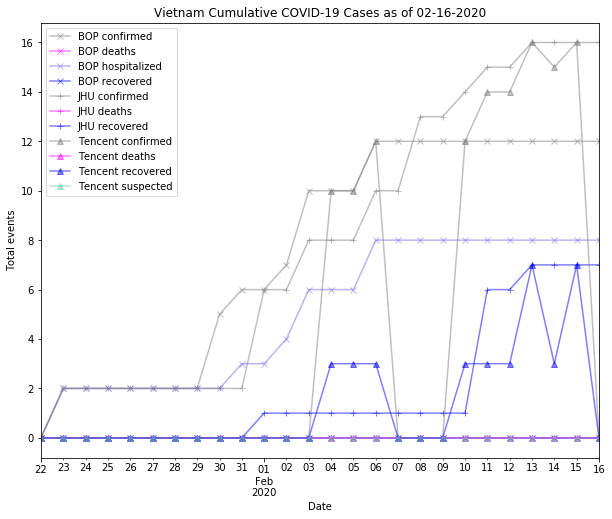 Vietnam Cumulative COVID-19 Cases as of 02-16-2020
BOP confirmed
BOP deaths
BOP hospitalized
BOP recovered
JHU confirmed
JHU deaths
JHU recovered
Tencent confirmed
Tencent deaths
Tencent recovered
Tencent suspected
Total events
16
14
12
10
8
6
4
2
0
22 23 24 25 26 27 28 29 30 31 01 02 03 04 05 06 07 08 09 10 11 12 13 14 15 16
Feb
2020
Date